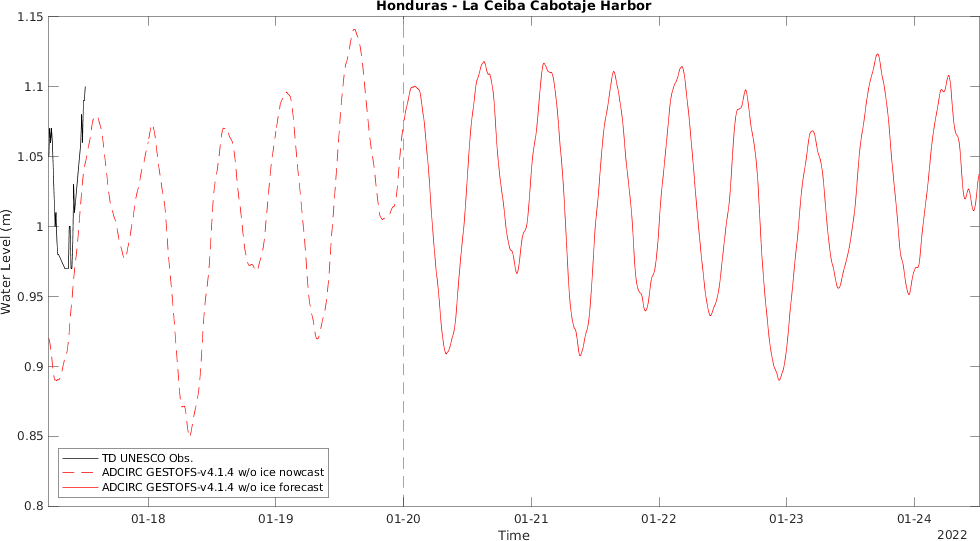 Honduras - La Ceiba Cabotaje Harbor
1.15
1.1
1.05
1
0.95
0.9
0.85
0.8
Water Level (m)
TD UNESCO Obs.
ADCIRC GESTOFS-v4.1.4 w/o ice nowcast
ADCIRC GESTOFS-v4.1.4 w/o ice forecast
01-18 01-19 01-20 01-21 01-22 01-23 01-24
Time
2022